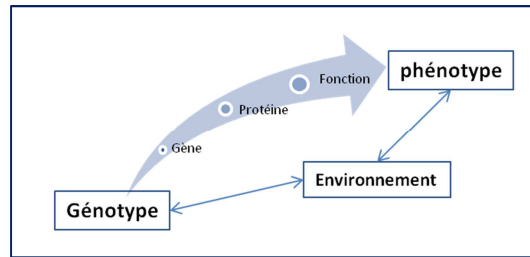 phénotype
Fonction
Protéine
Gène
Environnement
Génotype